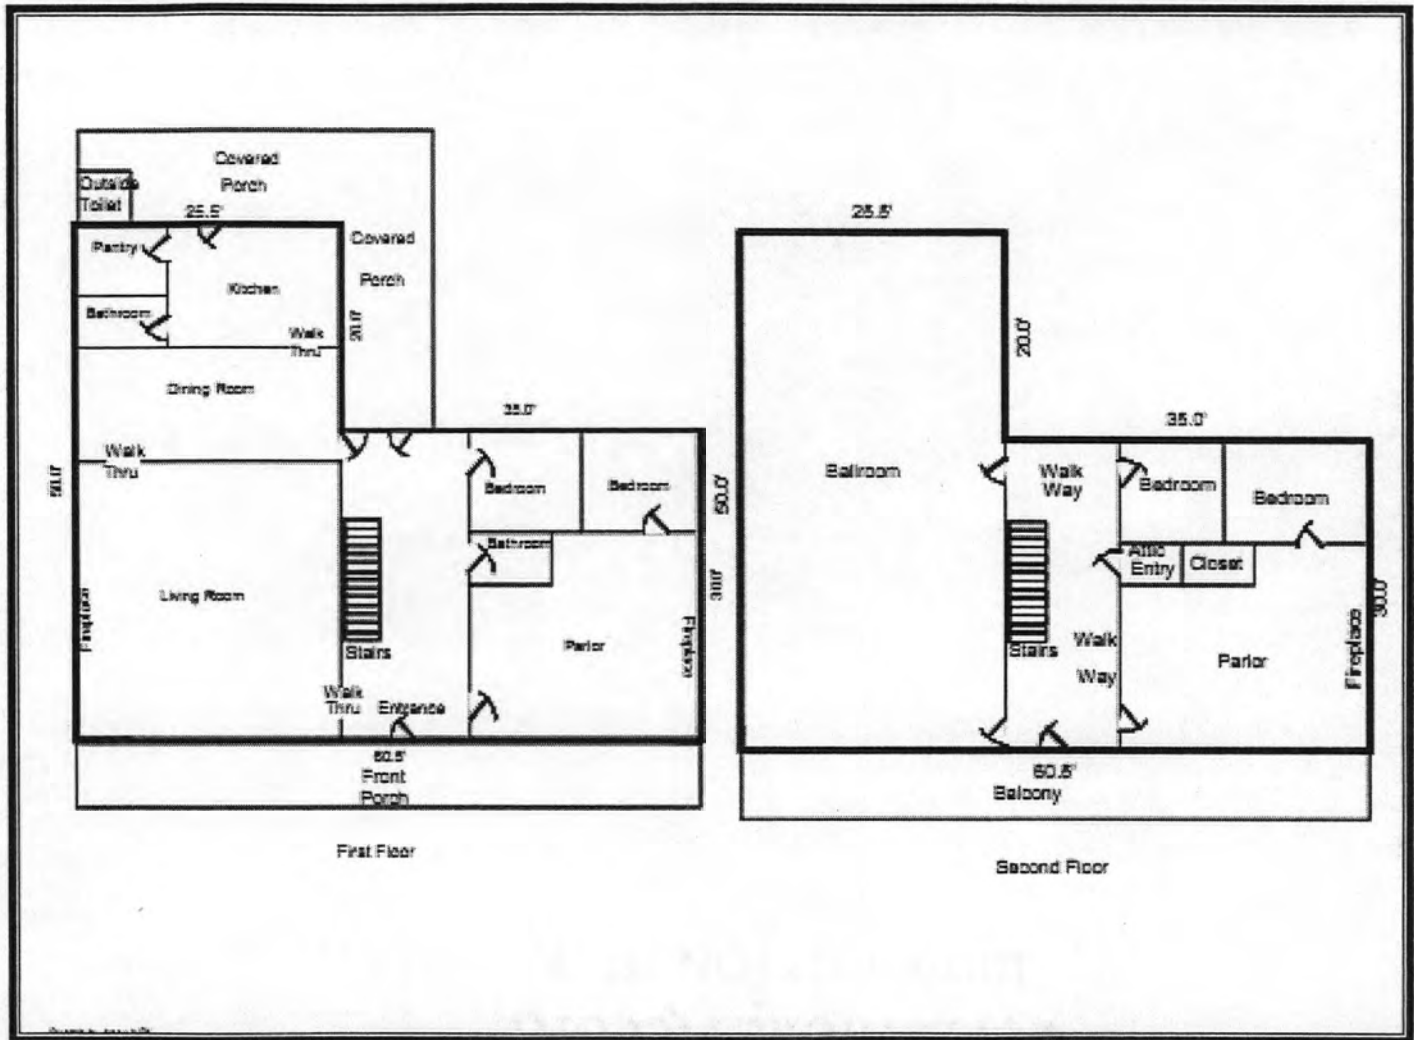 Covered
Porch
Outside
Toilet
25.5'
Pantry
Covered
Porch
Kitchen
Bathroom
Walk
Thru
20.0'
Dining Room
35.0'
Walk
Thru
50.0'
Bedroom
Bedroom
Bathroom
Living Room
Fireplace
Stairs
Parlor
Fireplace
30.0'
Walk
Thru
Entrance
60.5'
Front
Porch
First Floor
25.5'
20.0'
35.0'
Ballroom
Walk
Way
Bedroom
Bedroom
50.0'
Attic
Entry
Closet
30.0'
Stairs
Walk
Way
Parlor
Fireplace
60.5'
Balcony
Second Floor